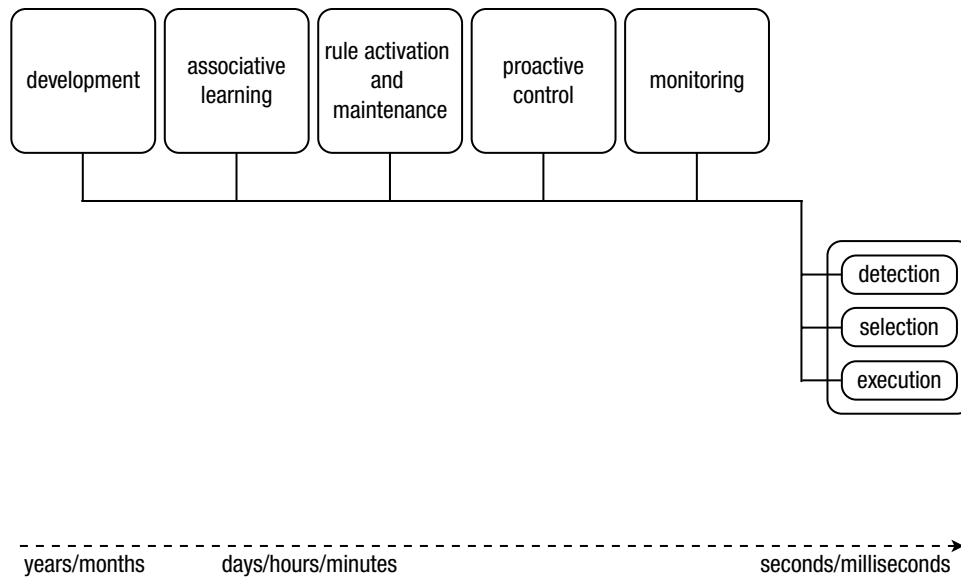 development
associative
learning
rule activation
and
maintenance
proactive
control
monitoring
detection
selection
execution
years/months
days/hours/minutes
seconds/milliseconds